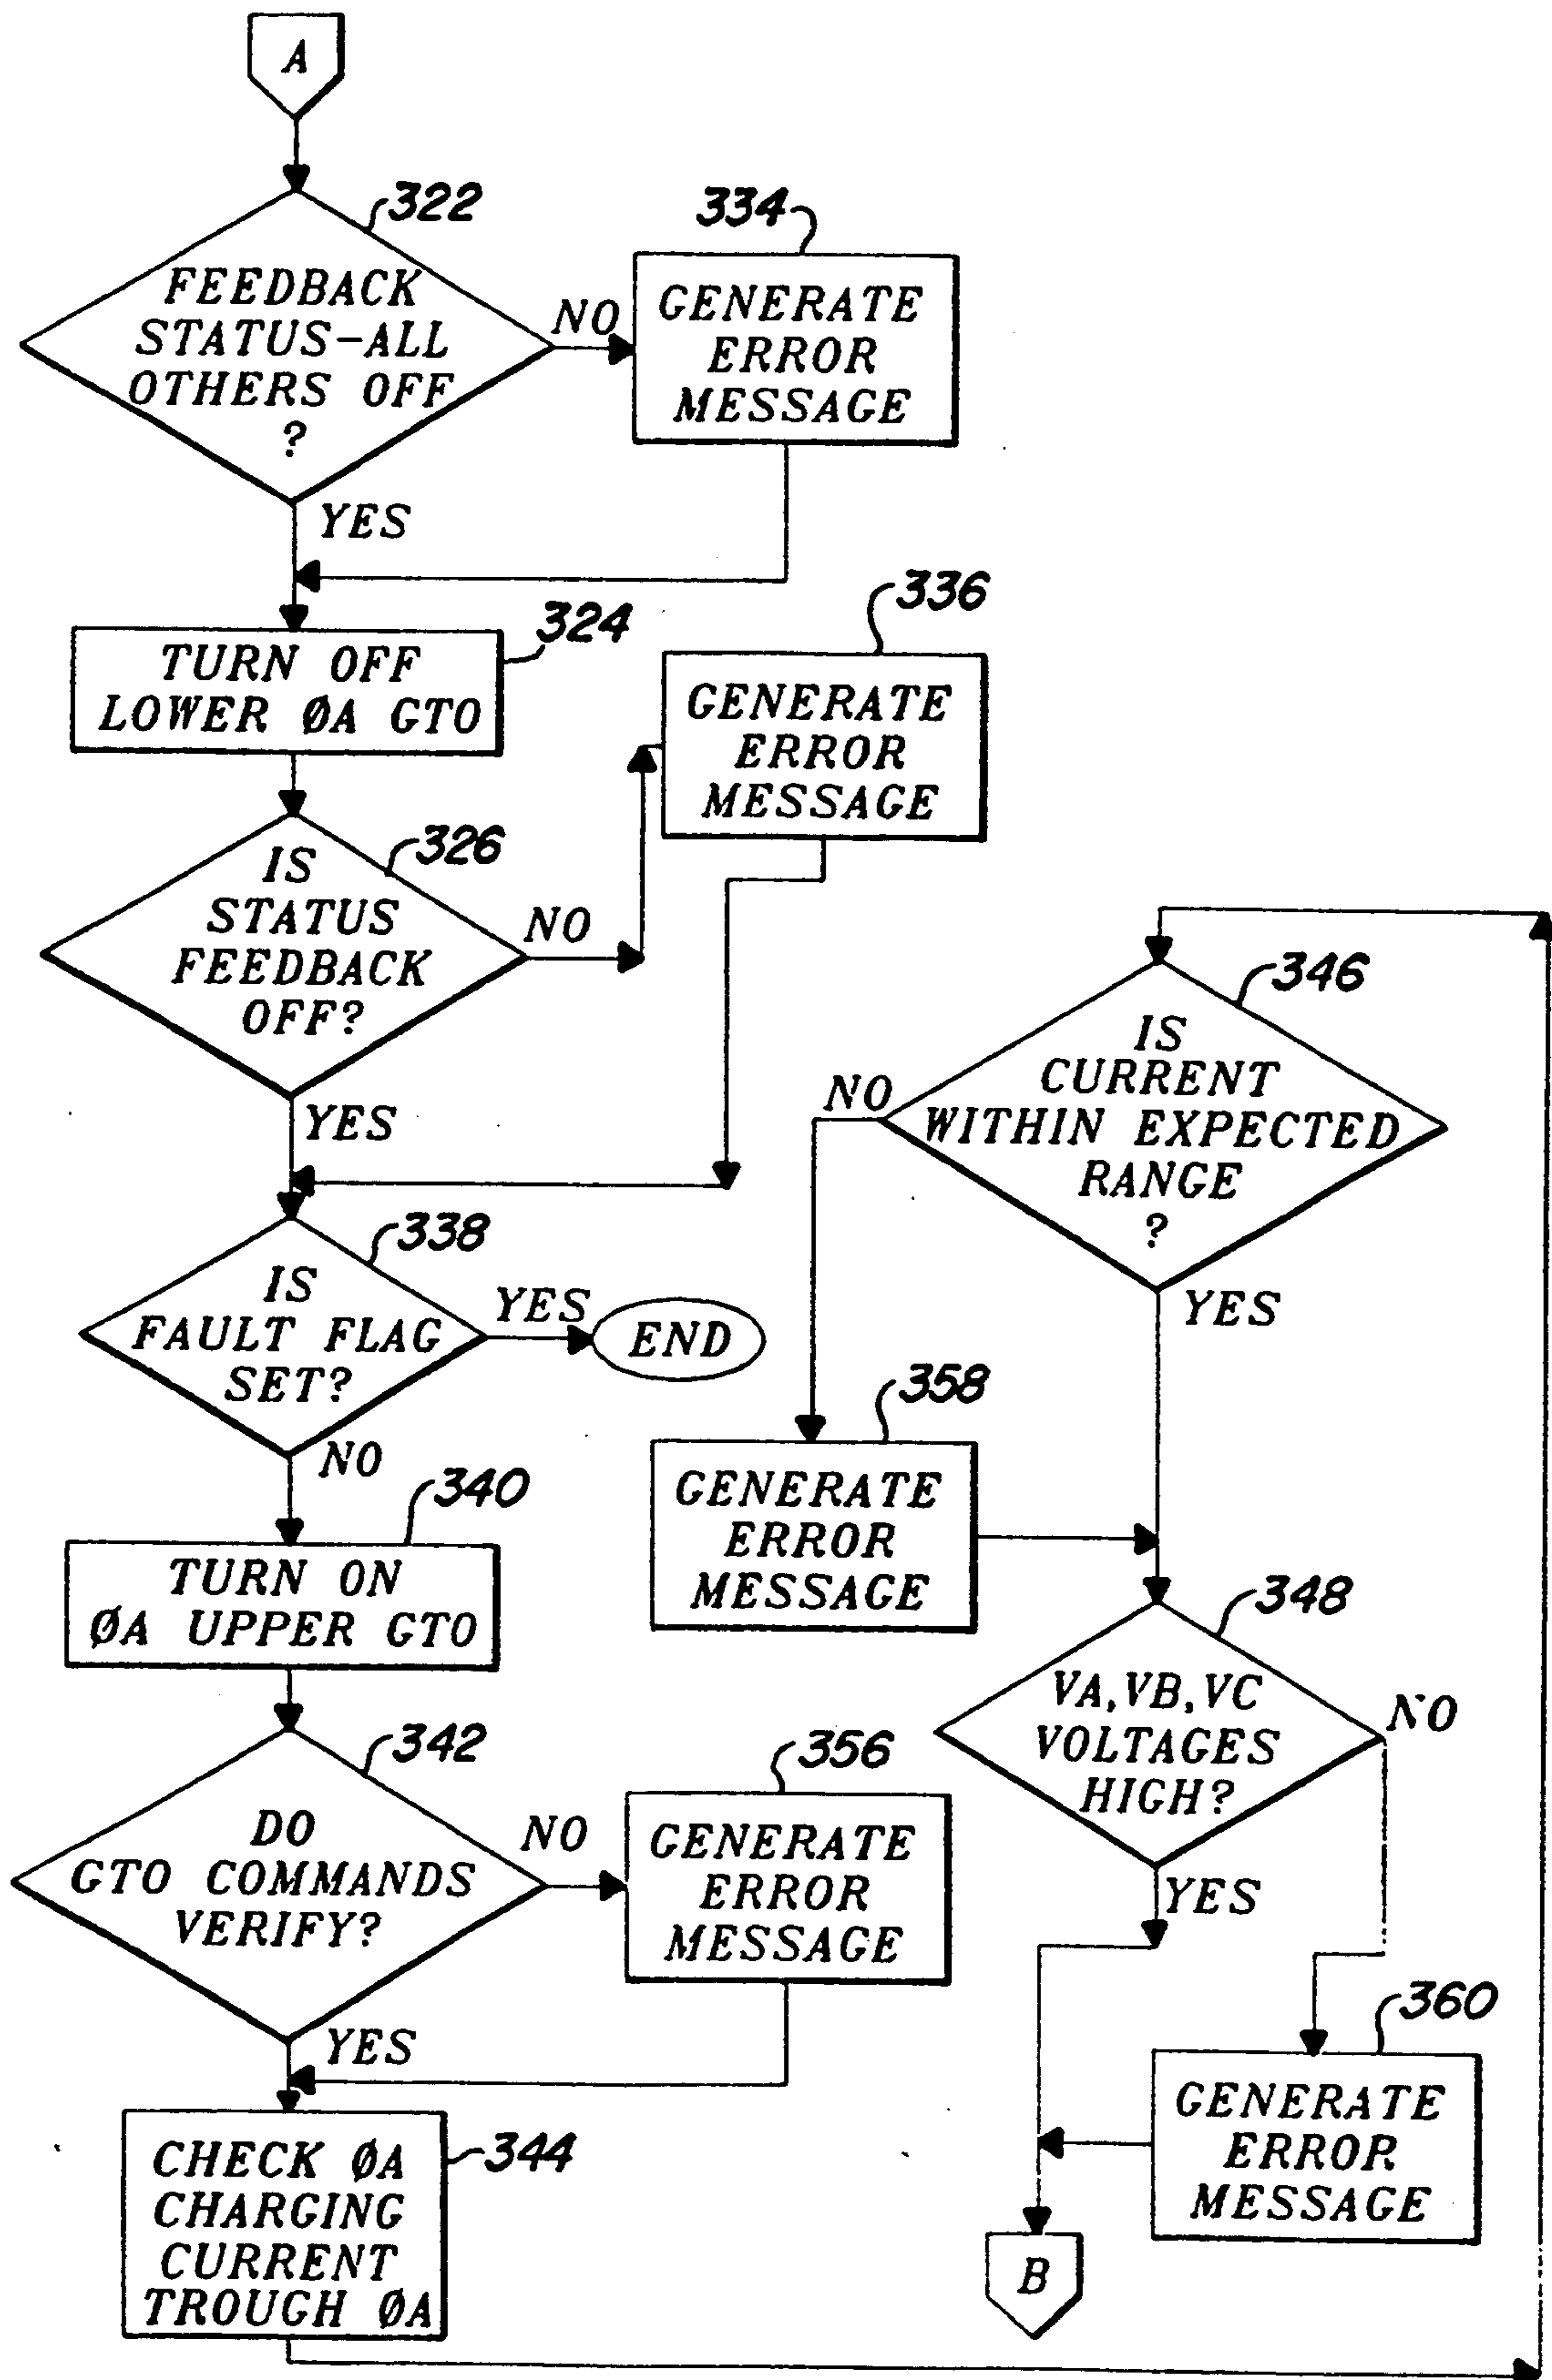 A
322
FEEDBACK
STATUS-ALL
OTHERS OFF
?
NO
334
GENERATE
ERROR
MESSAGE
YES
324
TURN OFF
LOWER ØA GTO
336
GENERATE
ERROR
MESSAGE
326
IS
STATUS
FEEDBACK
OFF?
NO
YES
338
IS
FAULT FLAG
SET?
YES
END
NO
340
TURN ON
ØA UPPER GTO
342
DO
GTO COMMANDS
VERIFY?
NO
356
GENERATE
ERROR
MESSAGE
YES
344
CHECK ØA
CHARGING
CURRENT
TROUGH ØA
346
IS
CURRENT
WITHIN EXPECTED
RANGE
?
NO
YES
358
GENERATE
ERROR
MESSAGE
348
VA,VB,VC
VOLTAGES
HIGH?
NO
YES
360
GENERATE
ERROR
MESSAGE
B